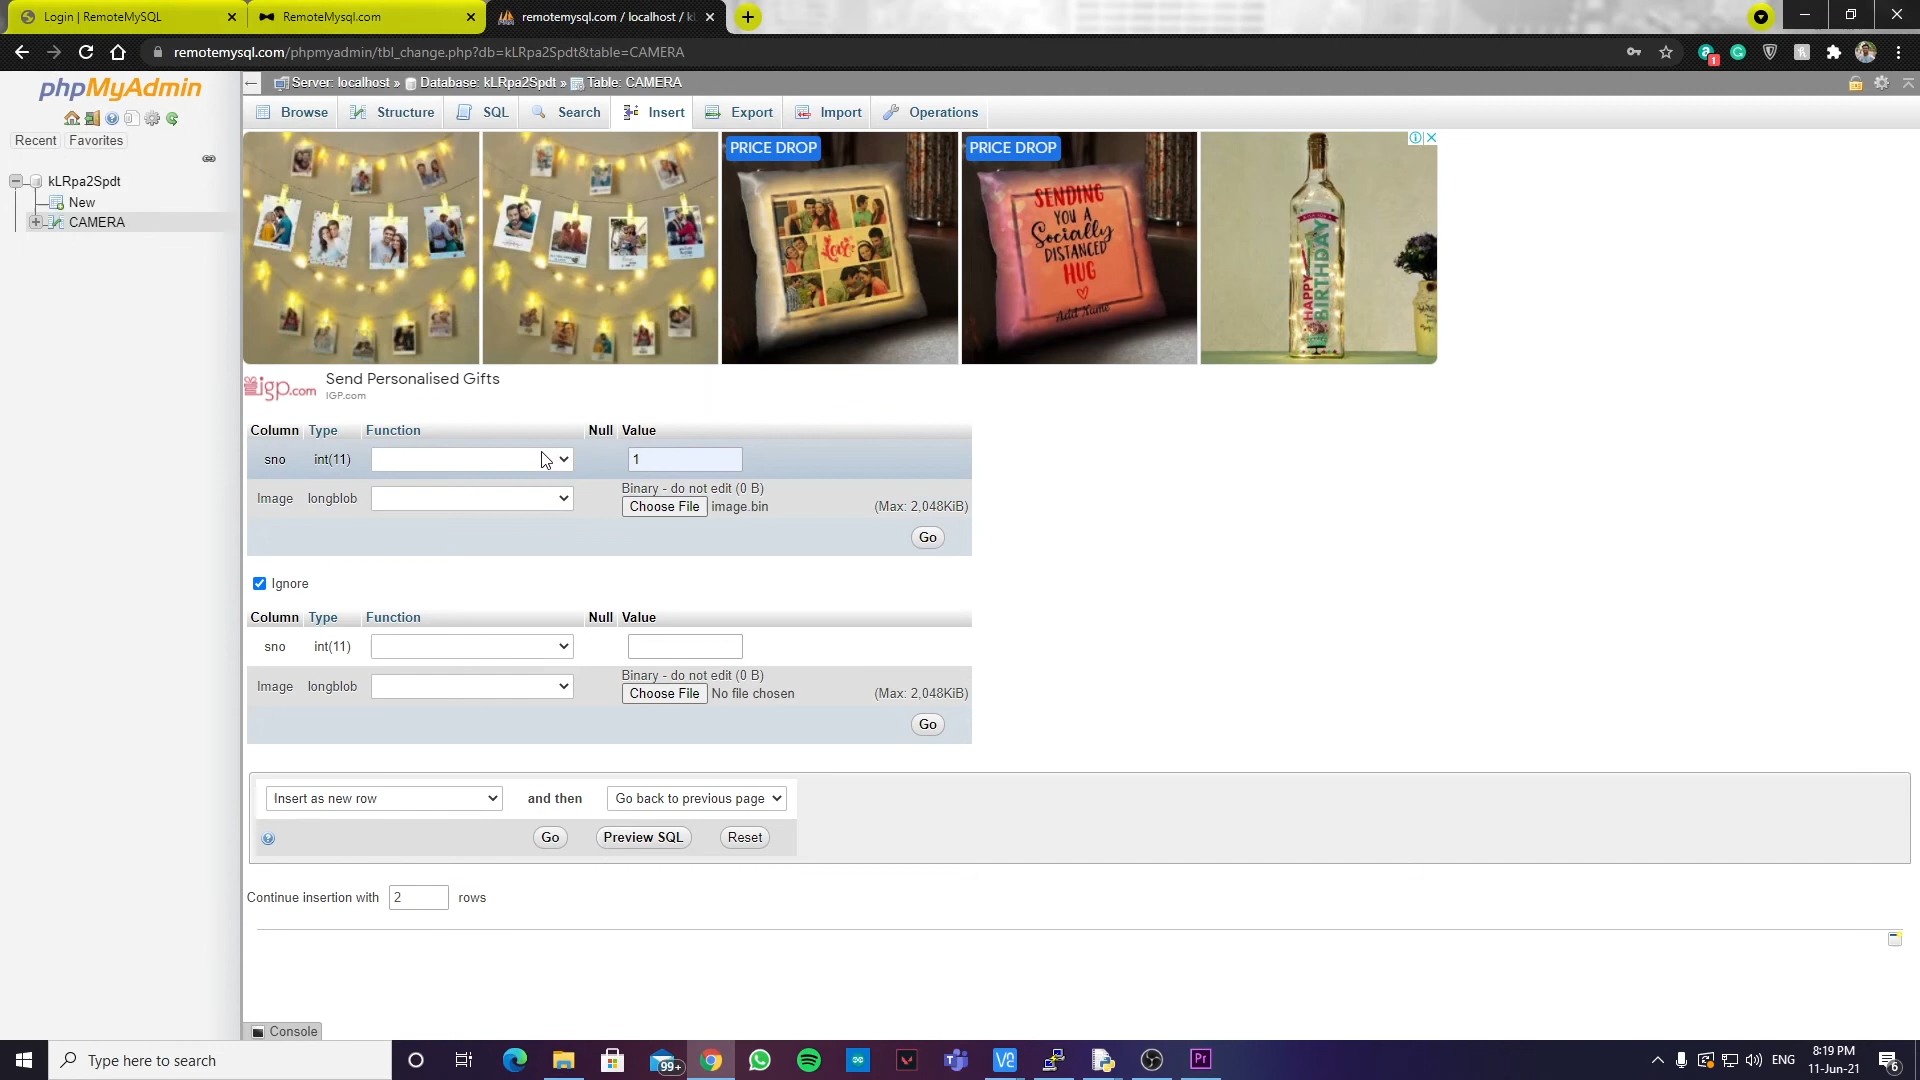 Login | RemoteMySQL
RemoteMysql.com
remotemysql.com / localhost / kL
remotemysql.com/phpmyadmin/tbl_change.php?db=kLRpa2Spdt&table=CAMERA
1
phpMyAdmin
Server: localhost » Database: kLRpa2Spdt » Table: CAMERA
Browse Structure SQL Search Insert Export Import Operations
Recent Favorites
kLRpa2Spdt
New
CAMERA
PRICE DROP
PRICE DROP
Love
SENDING
YOU A
Socially
DISTANCED
HUG
Add Name
HAPPY
BIRTHDAY
igp.com
Send Personalised Gifts
IGP.com
Column Type Function Null Value
sno int(11) 1
Image longblob Binary - do not edit (0 B)
Choose File image.bin (Max: 2,048KiB)
Go
Ignore
Column Type Function Null Value
sno int(11)
Image longblob Binary - do not edit (0 B)
Choose File No file chosen (Max: 2,048KiB)
Go
Insert as new row and then Go back to previous page
Go Preview SQL Reset
Continue insertion with 2 rows
Console
Type here to search
99+
Pr
ENG
8:19 PM
11-Jun-21
6